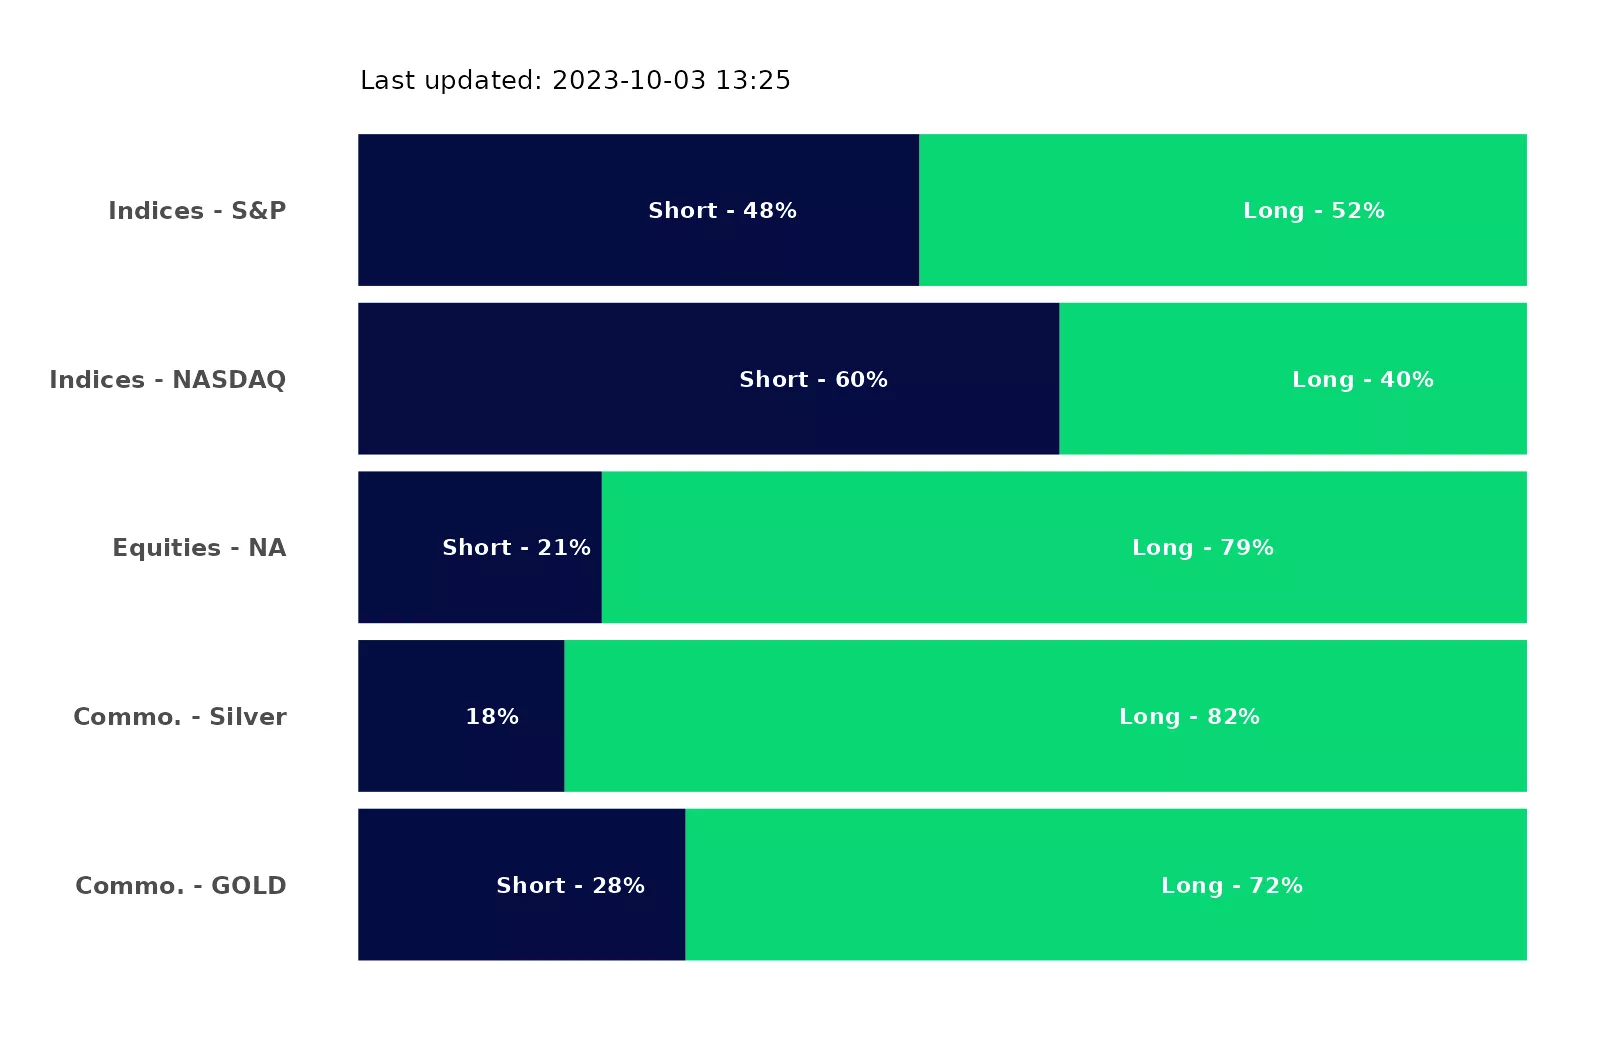 Last updated: 2023-10-03 13:25
Indices - S&P Short - 48% Long - 52%
Indices - NASDAQ Short - 60% Long - 40%
Equities - NA Short - 21% Long - 79%
Commo. - Silver 18% Long - 82%
Commo. - GOLD Short - 28% Long - 72%